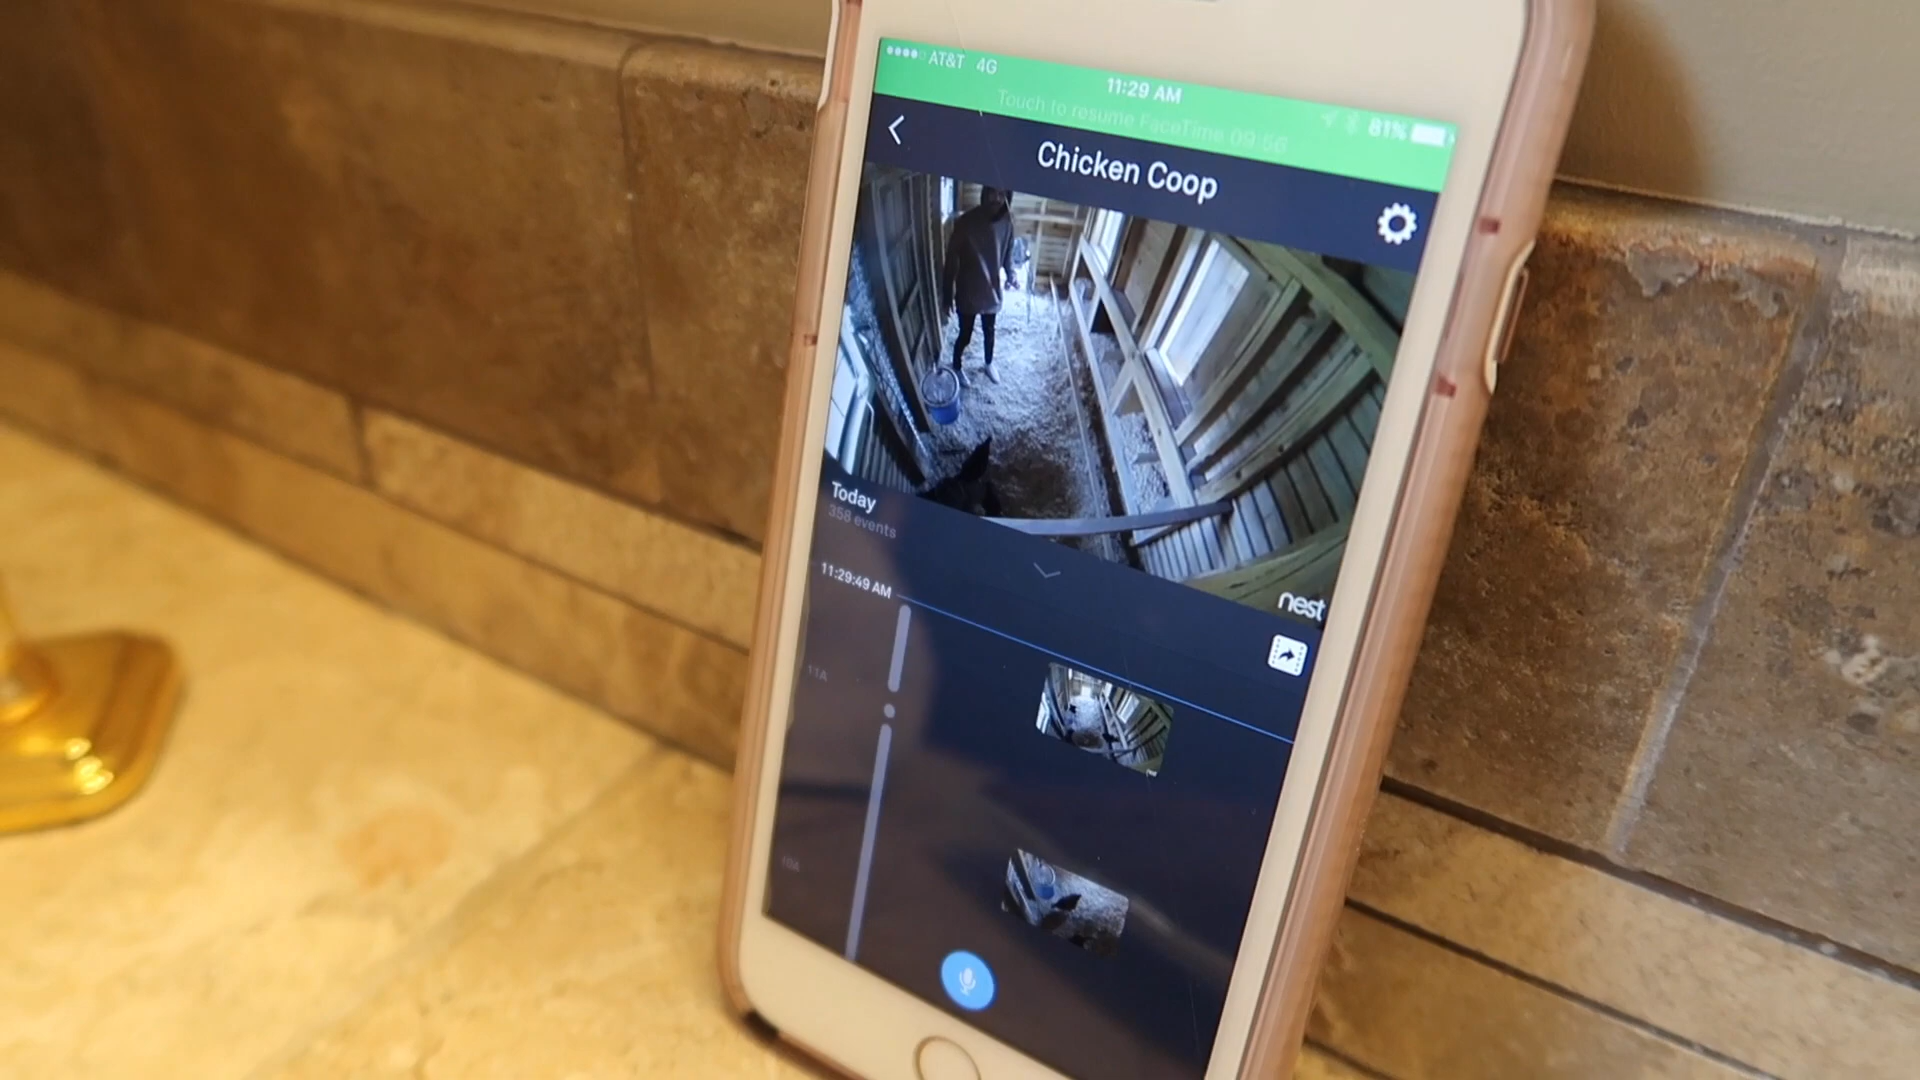 AT&T 4G 11:29 AM 81%
Touch to resume FaceTime 09:56
Chicken Coop
Today
358 events
nest
11:29:49 AM
11A
10A